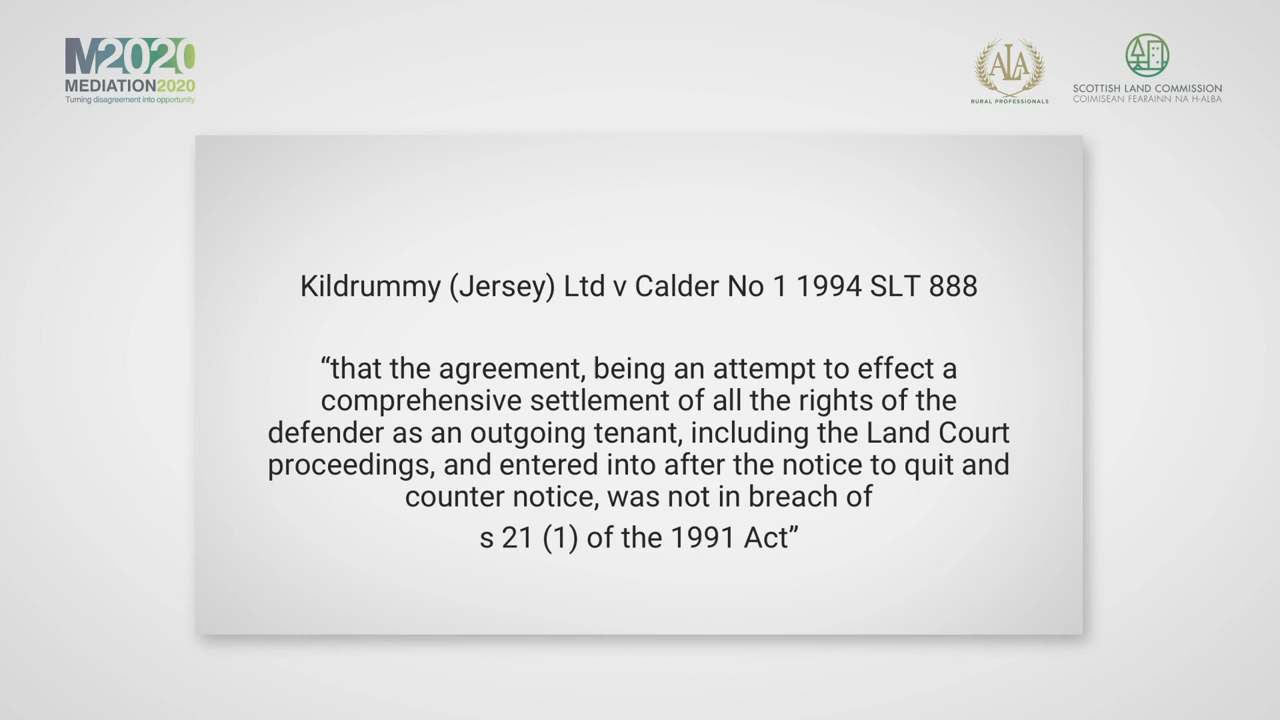 M2020
MEDIATION2020
Turning disagreement into opportunity
ALA
RURAL PROFESSIONALS
SCOTTISH LAND COMMISSION
COIMISEAN FEARAINN NA H-ALBA
Kildrummy (Jersey) Ltd v Calder No 1 1994 SLT 888
“that the agreement, being an attempt to effect a
comprehensive settlement of all the rights of the
defender as an outgoing tenant, including the Land Court
proceedings, and entered into after the notice to quit and
counter notice, was not in breach of
s 21 (1) of the 1991 Act”